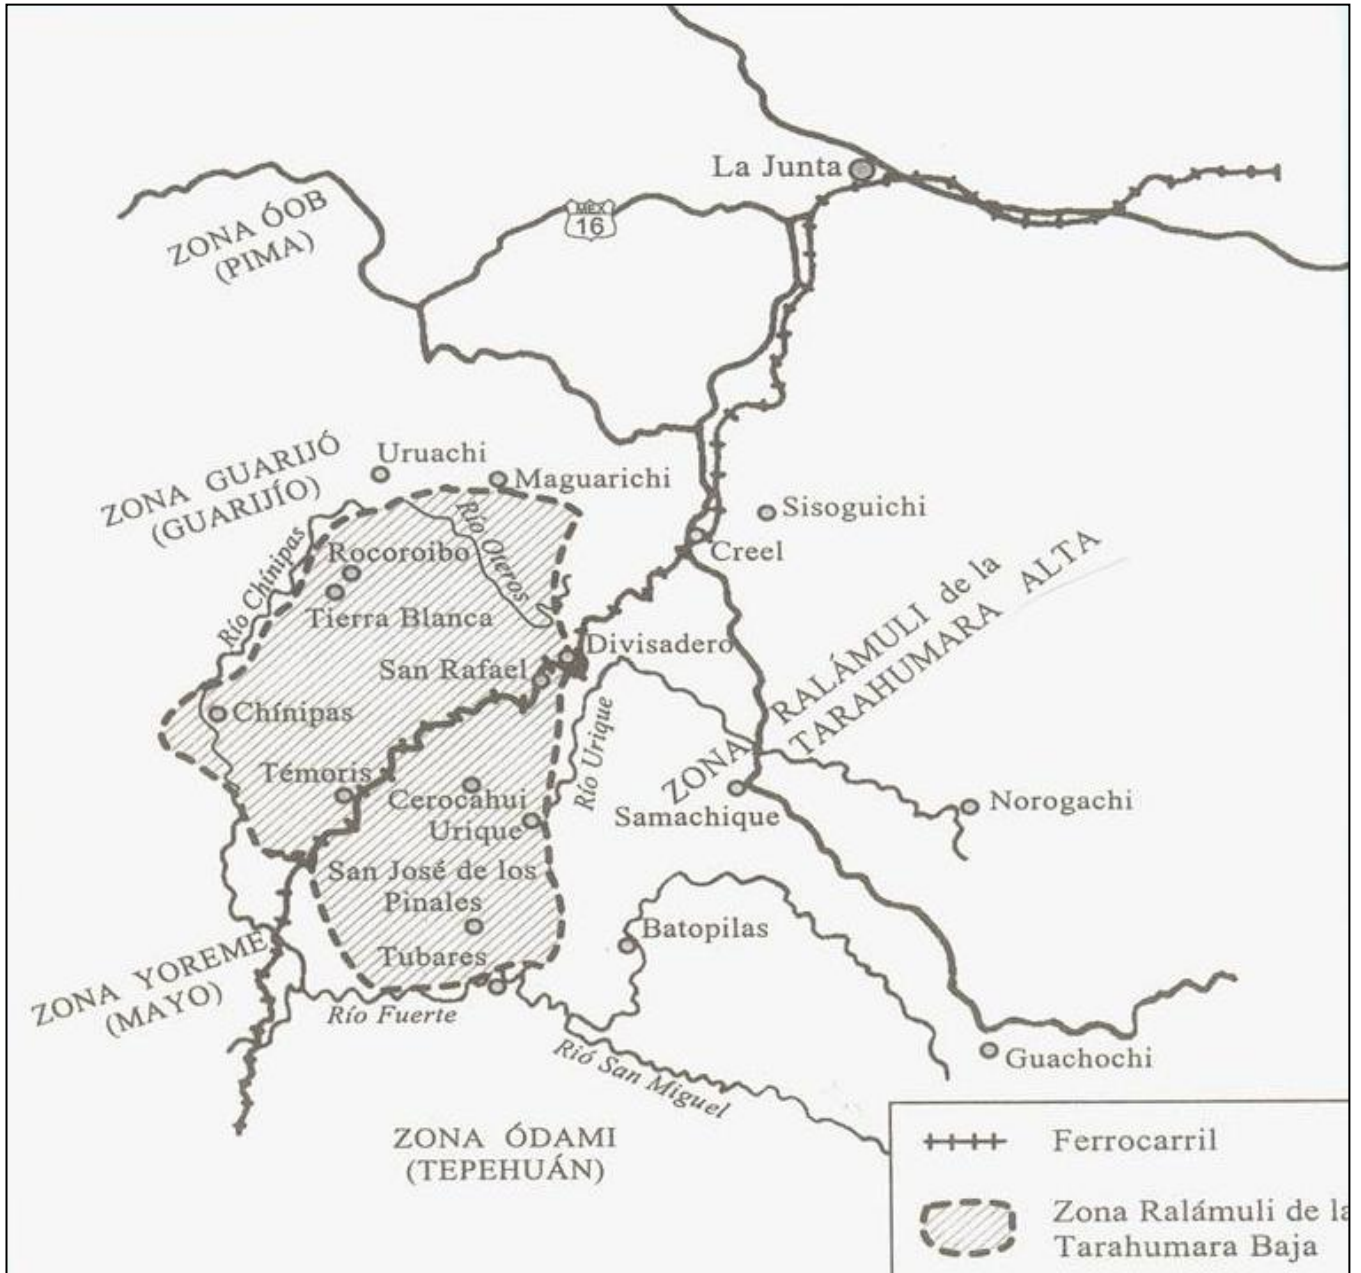 La Junta
ZONA ÓOB
(PIMA)
MEX
16
ZONA GUARIJÓ
(GUARIJÍO)
Uruachi
Maguarichi
Sisoguichi
Río Chínipas
Río Oteros
Rocoroibo
Creel
Tierra Blanca
Divisadero
San Rafael
ZONA RALÁMULI de la
TARAHUMARA ALTA
Chínipas
Río Urique
Témoris
Cerocahui
Urique
Samachique
Norogachi
San José de los
Pinales
Batopilas
Tubares
ZONA YOREME
(MAYO)
Río Fuerte
Rió San Miguel
Guachochi
ZONA ÓDAMI
(TEPEHUÁN)
Ferrocarril
Zona Ralámuli de la
Tarahumara Baja